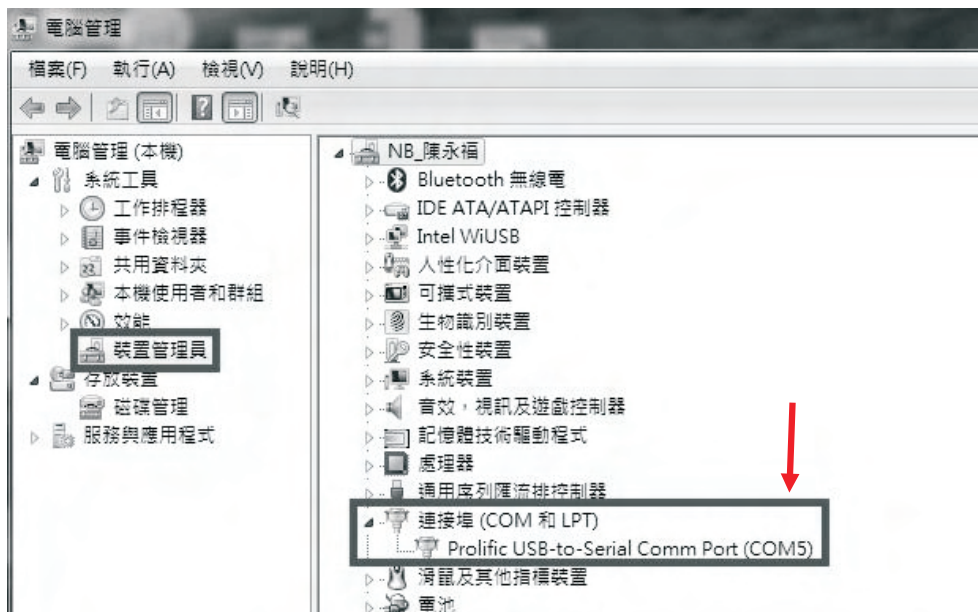 電腦管理
檔案(F) 執行(A) 檢視(V) 說明(H)
電腦管理 (本機)
系統工具
工作排程器
事件檢視器
共用資料夾
本機使用者和群組
效能
裝置管理員
存放裝置
磁碟管理
服務與應用程式
NB_陳永福
Bluetooth 無線電
IDE ATA/ATAPI 控制器
Intel WiUSB
人性化介面裝置
可攜式裝置
生物識別裝置
安全性裝置
系統裝置
音效，視訊及遊戲控制器
記憶體技術驅動程式
處理器
通用序列匯流排控制器
連接埠 (COM 和 LPT)
Prolific USB-to-Serial Comm Port (COM5)
滑鼠及其他指標裝置
電池